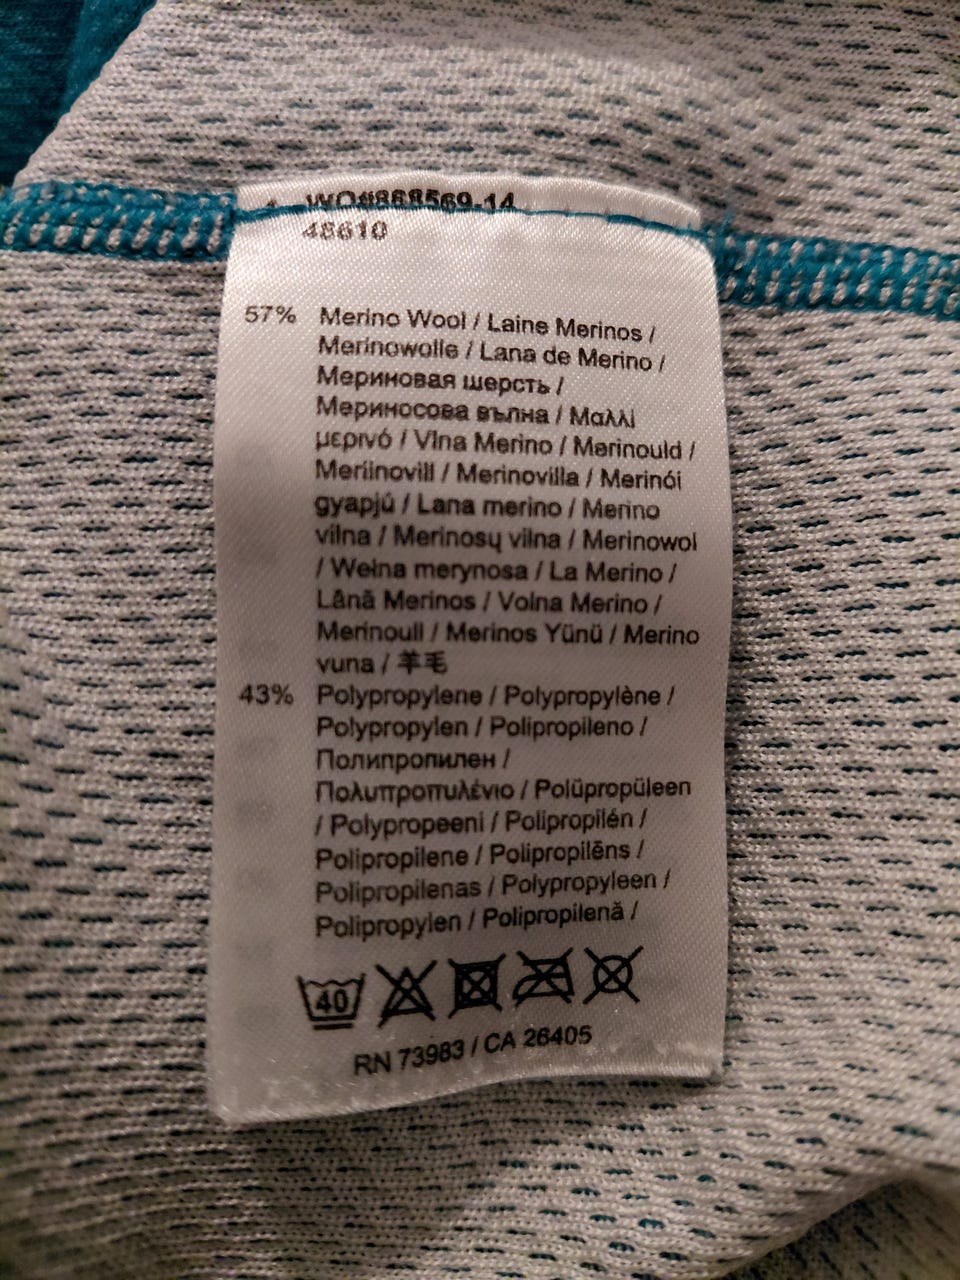 WO#868569-14
48610
57% Merino Wool / Laine Merinos /
Merinowolle / Lana de Merino /
Мериновая шерсть /
Мериносова вълна / Μαλλί
μερινό / Vlna Merino / Merinould /
Meriinovill / Merinovilla / Merinói
gyapjú / Lana merino / Merino
vilna / Merinosų vilna / Merinowol
/ Wełna merynosa / La Merino /
Lână Merinos / Volna Merino /
Merinoull / Merinos Yünü / Merino
vuna / 羊毛
43% Polypropylene / Polypropylène /
Polypropylen / Polipropileno /
Полипропилен /
Πολυπροπυλένιο / Polüpropüleen
/ Polypropeeni / Polipropilén /
Polipropilene / Polipropilēns /
Polipropilenas / Polypropyleen /
Polipropylen / Polipropilenă /
40
RN 73983 / CA 26405